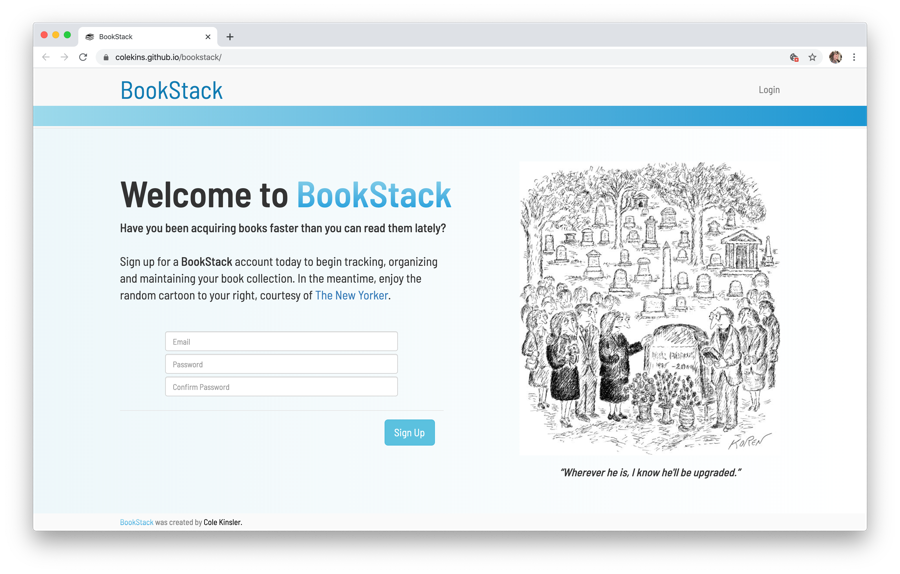 BookStack
colekins.github.io/bookstack/
BookStack
Login
Welcome to BookStack
Have you been acquiring books faster than you can read them lately?
Sign up for a BookStack account today to begin tracking, organizing
and maintaining your book collection. In the meantime, enjoy the
random cartoon to your right, courtesy of The New Yorker.
Email
Password
Confirm Password
Sign Up
KOREN
"Wherever he is, I know he'll be upgraded."
BookStack was created by Cole Kinsler.